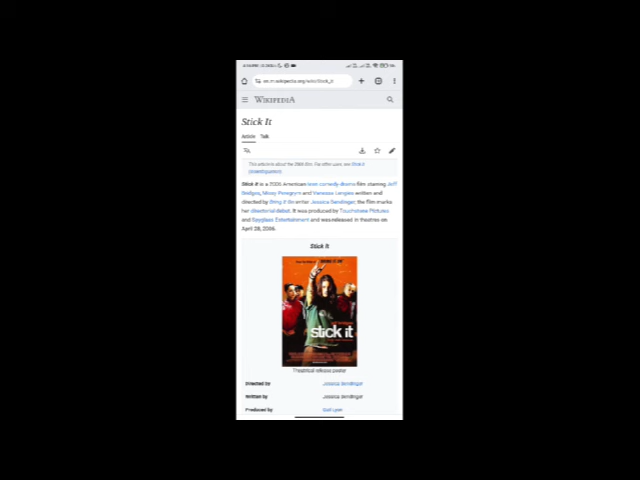 en.m.wikipedia.org/wiki/Stick_It
WIKIPEDIA
Stick It
Article Talk
This article is about the 2006 film. For other uses, see Stick It
(disambiguation).
Stick It is a 2006 American teen comedy-drama film starring Jeff
Bridges, Missy Peregrym and Vanessa Lengies written and
directed by Bring It On writer Jessica Bendinger; the film marks
her directorial debut. It was produced by Touchstone Pictures
and Spyglass Entertainment and was released in theatres on
April 28, 2006.
Stick It
stick it
Theatrical release poster
Directed by Jessica Bendinger
Written by Jessica Bendinger
Produced by Gail Lyon